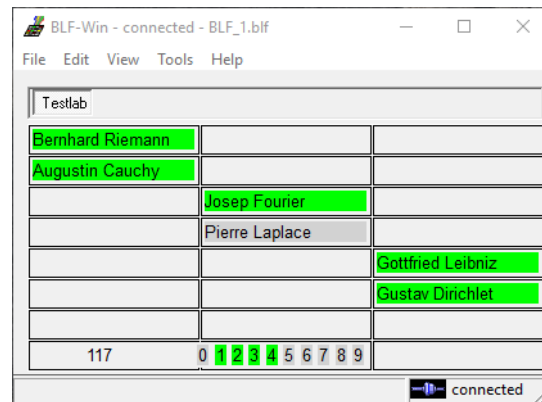 BLF-Win - connected - BLF_1.blf
File Edit View Tools Help
Testlab
Bernhard Riemann
Augustin Cauchy
Josep Fourier
Pierre Laplace
Gottfried Leibniz
Gustav Dirichlet
117 0 1 2 3 4 5 6 7 8 9
connected